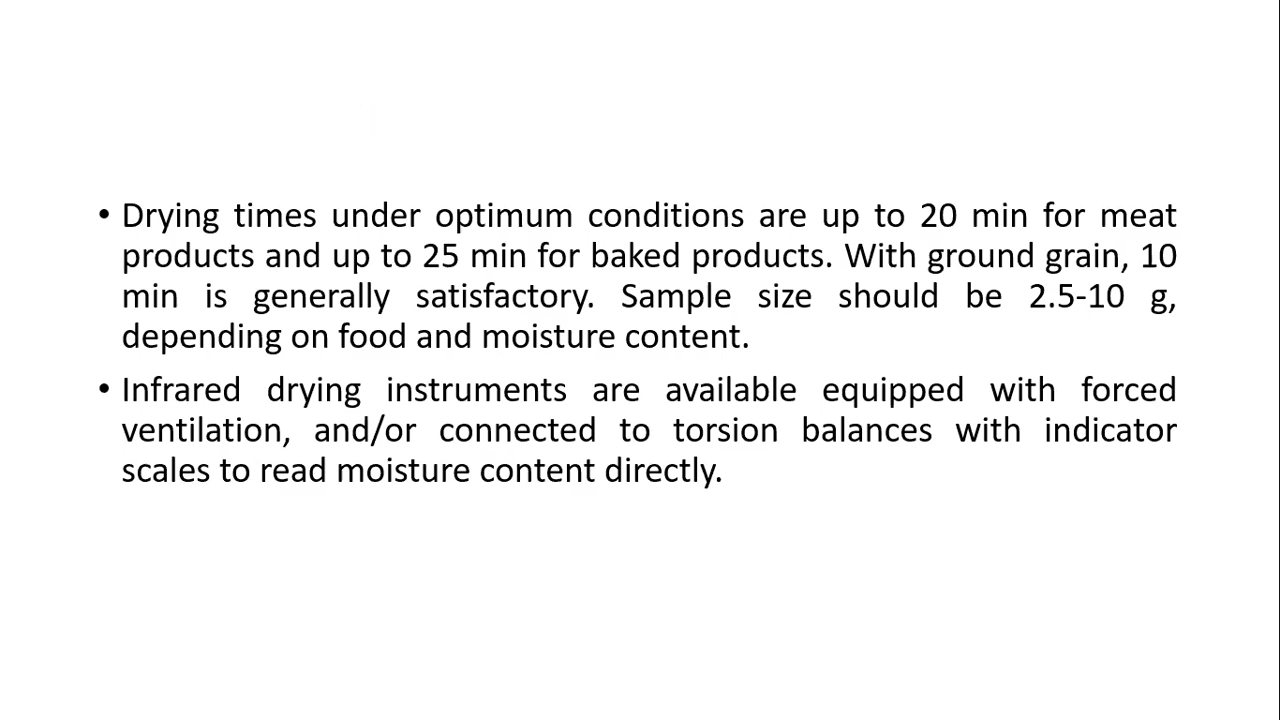 • Drying times under optimum conditions are up to 20 min for meat
products and up to 25 min for baked products. With ground grain, 10
min is generally satisfactory. Sample size should be 2.5-10 g,
depending on food and moisture content.
• Infrared drying instruments are available equipped with forced
ventilation, and/or connected to torsion balances with indicator
scales to read moisture content directly.